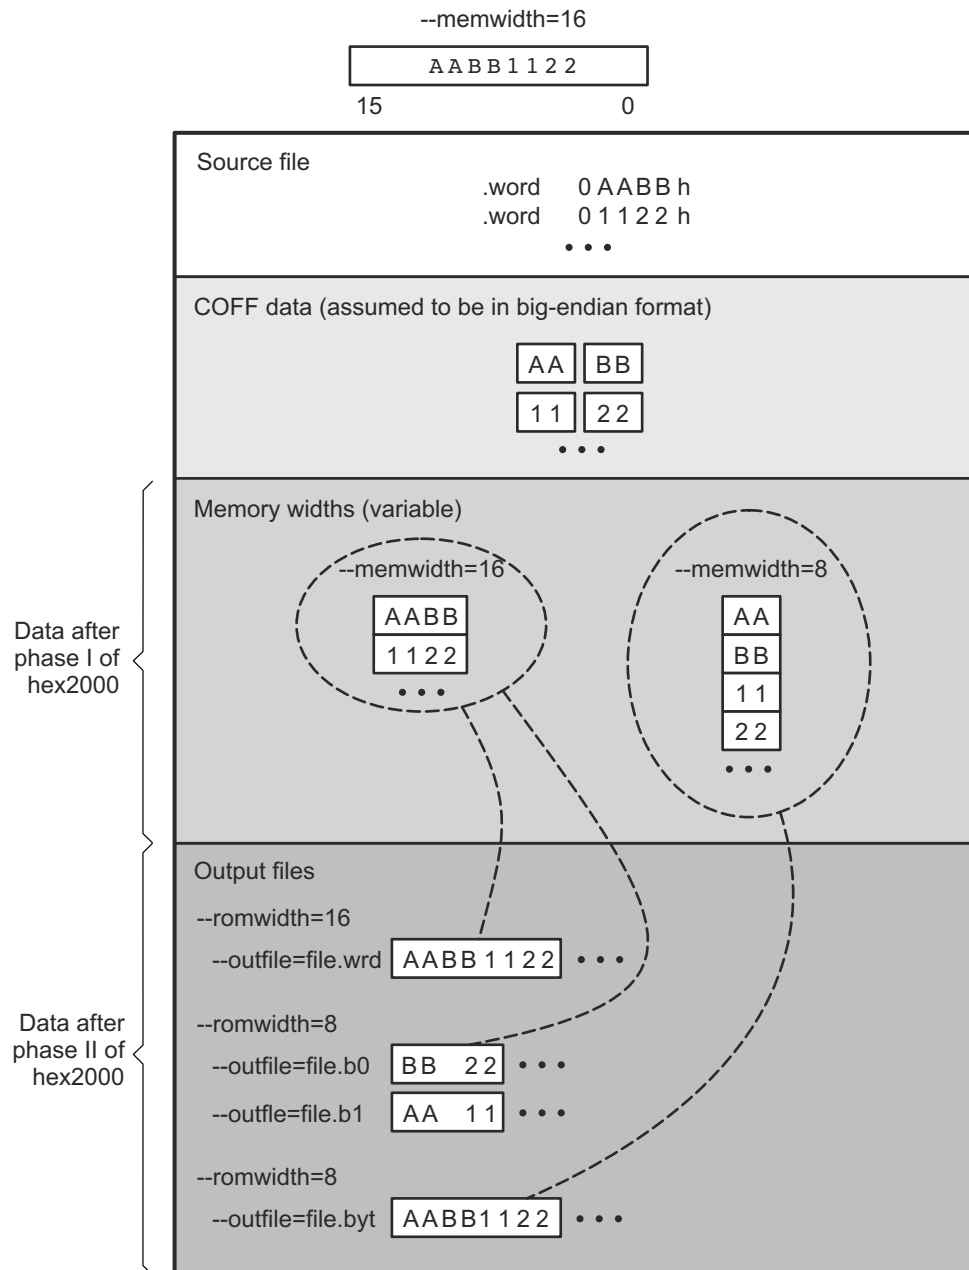 --memwidth=16
AABB1122
15 0
Source file
.word 0AABBh
.word 01122h
• • •
COFF data (assumed to be in big-endian format)
AA BB
11 22
• • •
Memory widths (variable)
--memwidth=16
AABB
1122
• • •
--memwidth=8
AA
BB
11
22
• • •
Data after
phase I of
hex2000
Output files
--romwidth=16
--outfile=file.wrd AABB1122 • • •
--romwidth=8
--outfile=file.b0 BB 22 • • •
--outfle=file.b1 AA 11 • • •
--romwidth=8
--outfile=file.byt AABB1122 • • •
Data after
phase II of
hex2000